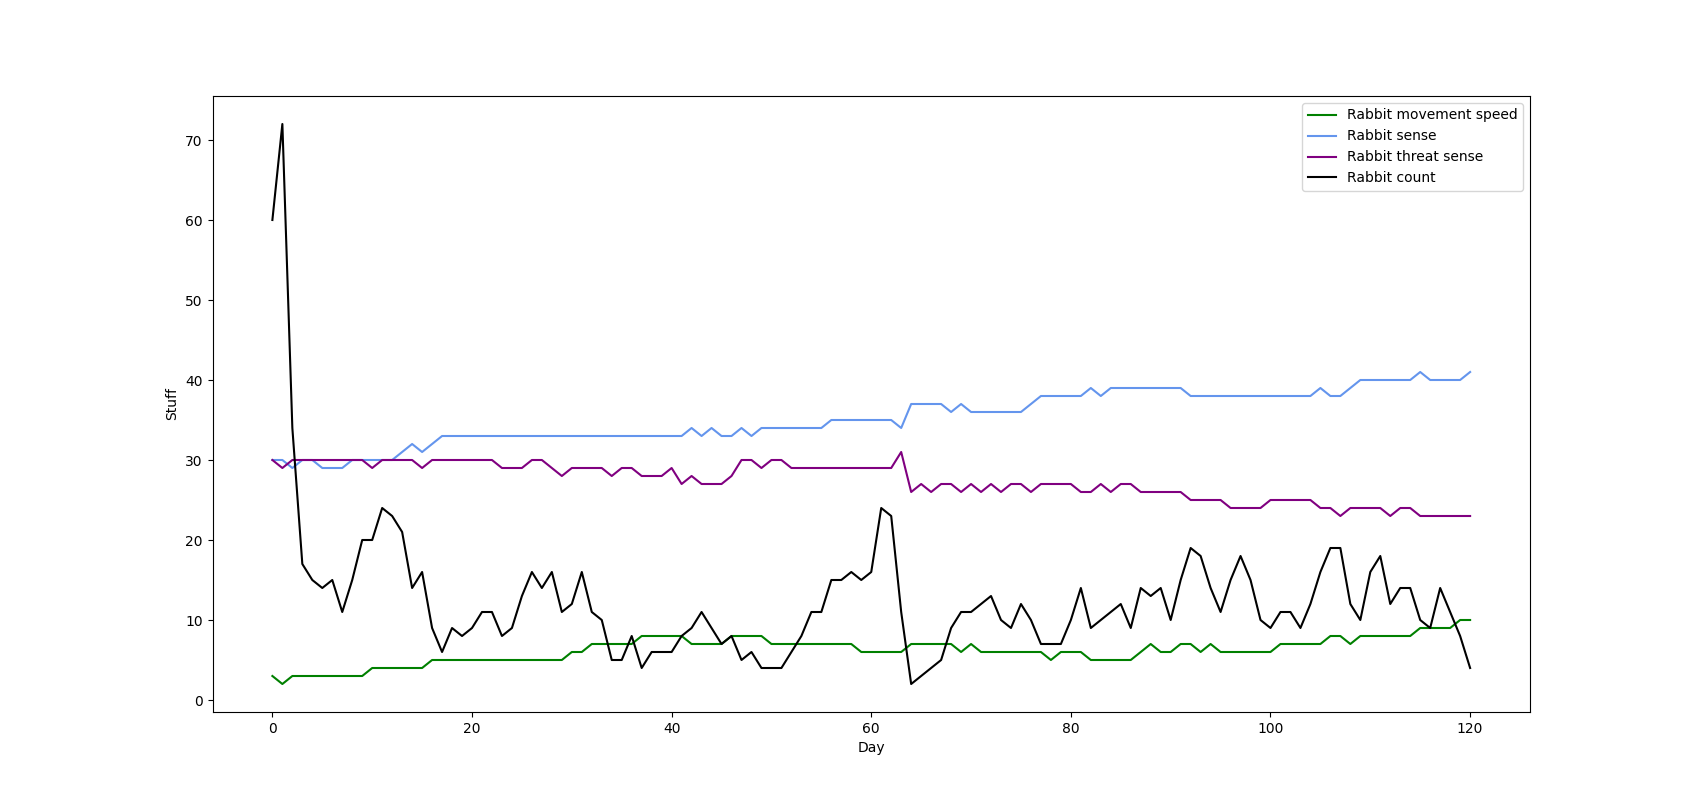 Rabbit movement speed
Rabbit sense
Rabbit threat sense
Rabbit count
70
60
50
40
30
20
10
0
Stuff
0 20 40 60 80 100 120
Day